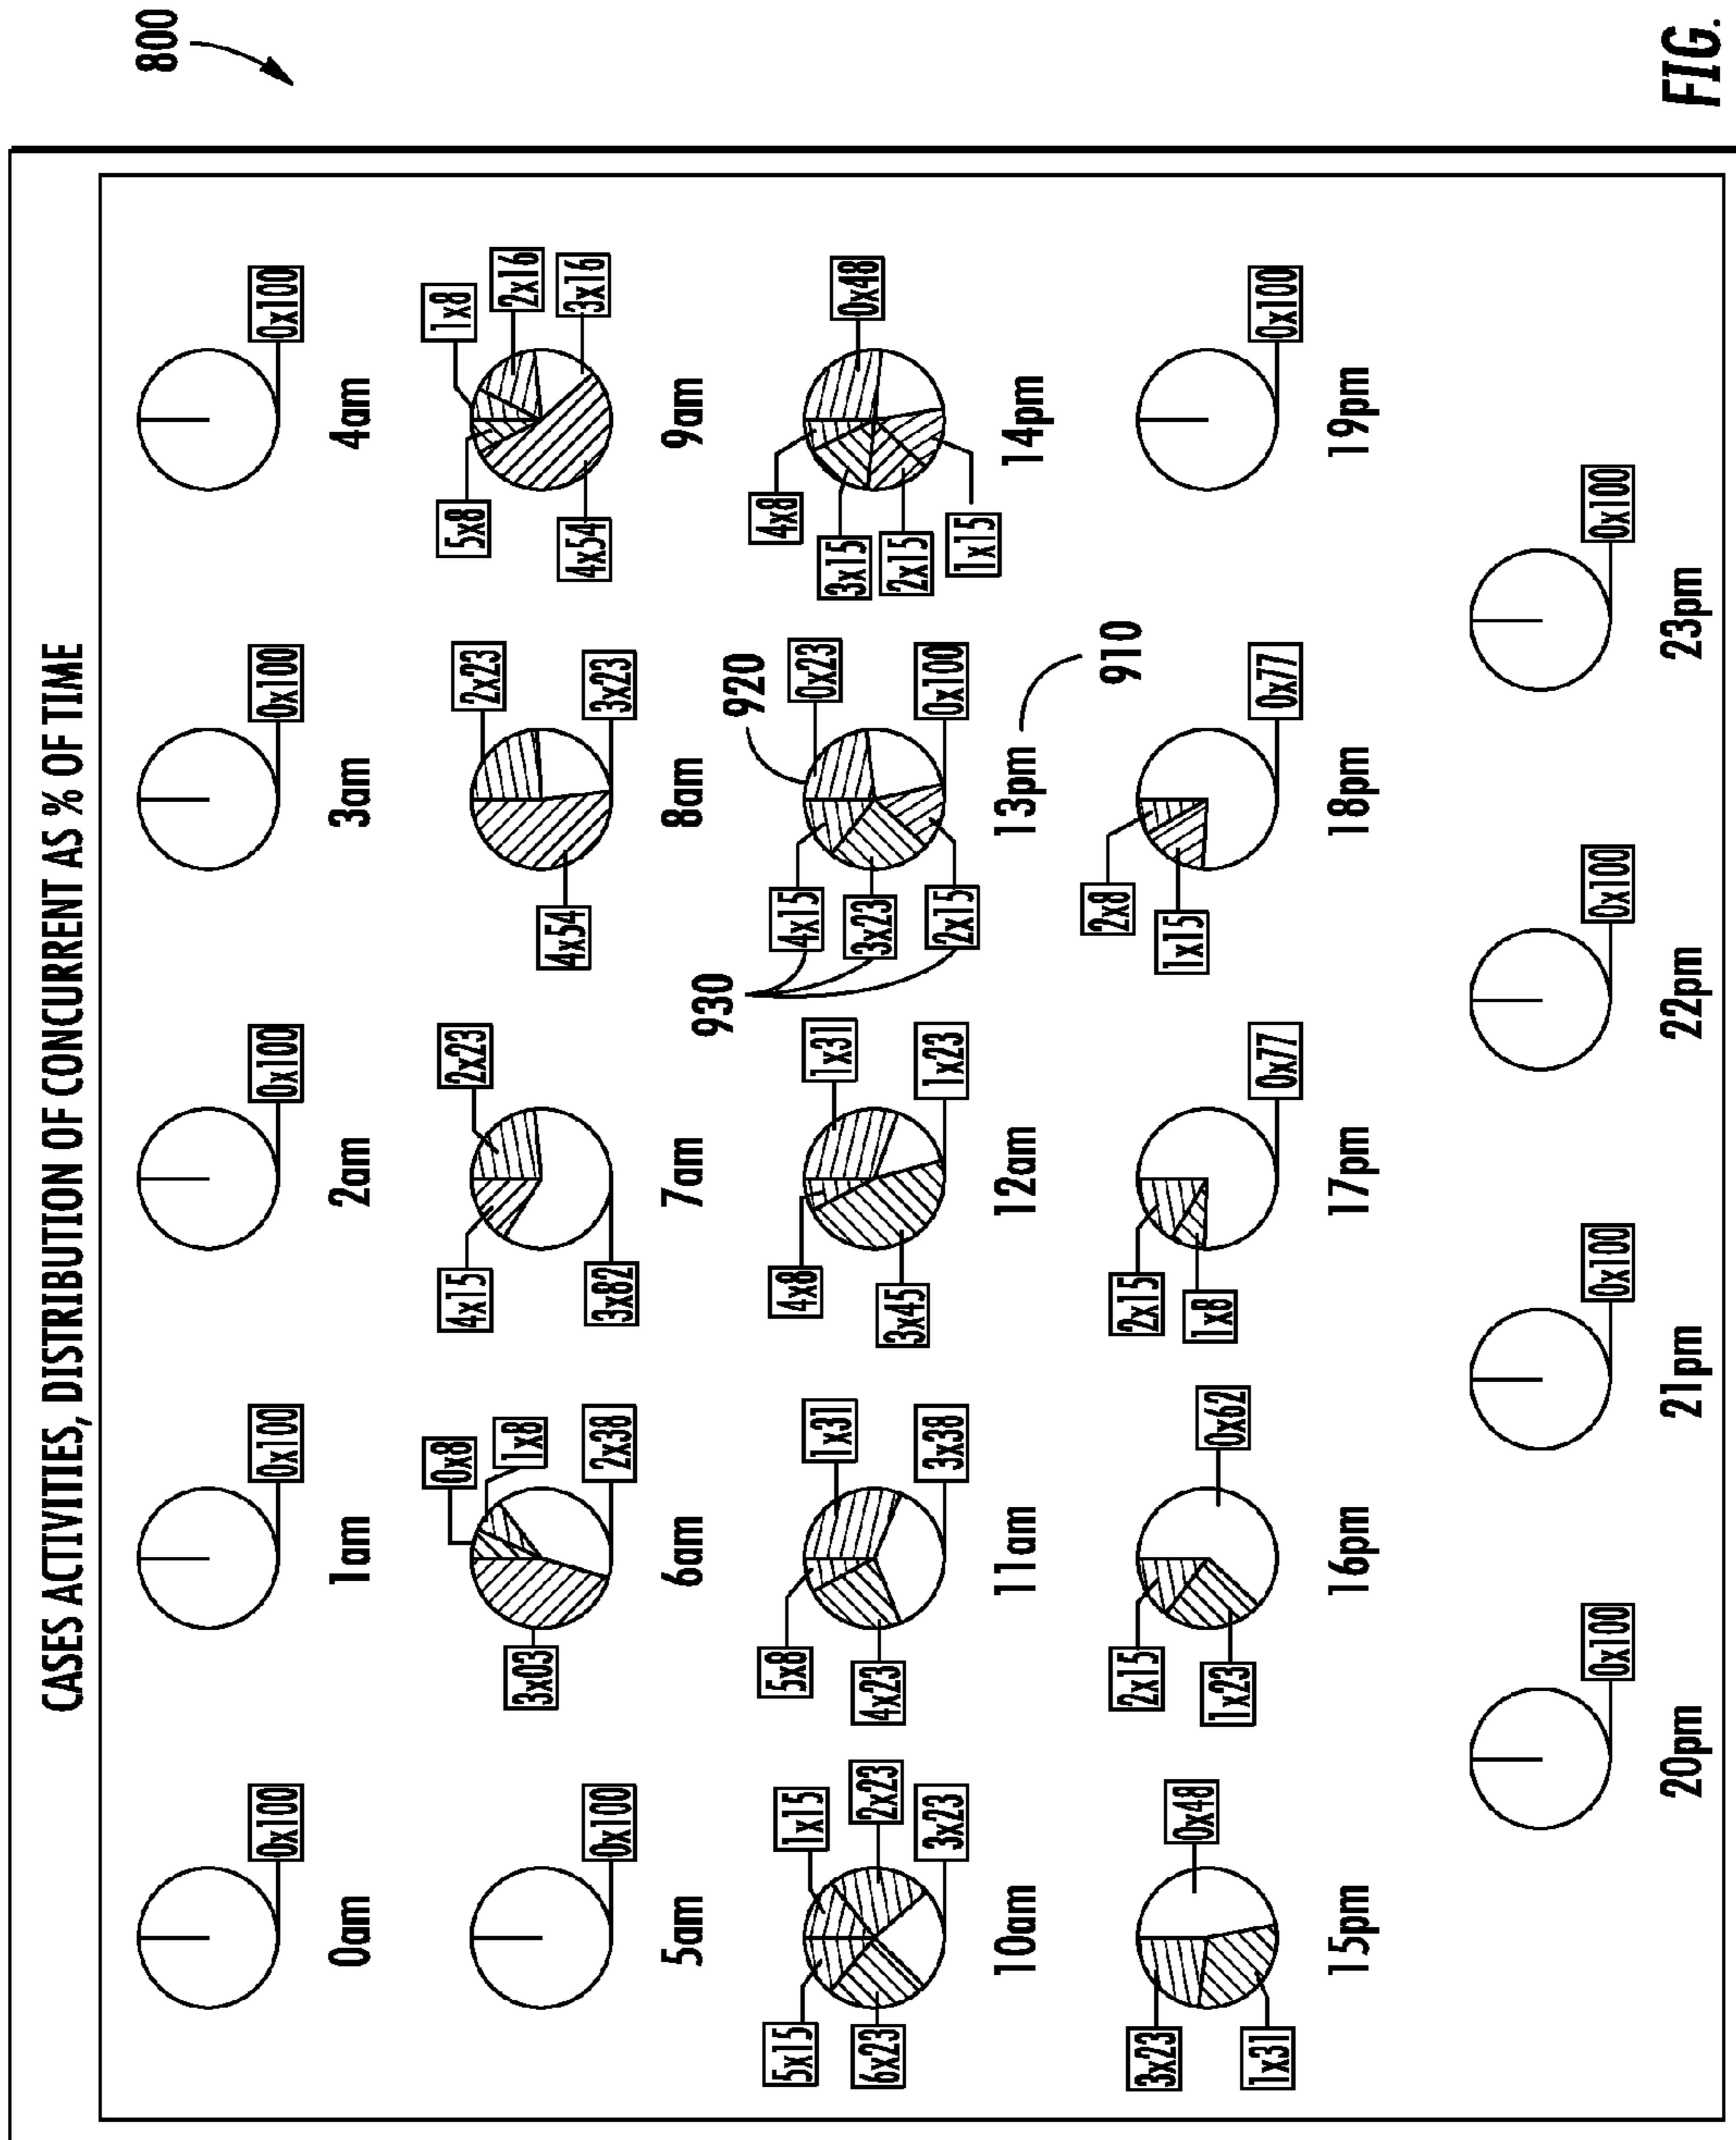 CASES ACTIVITIES, DISTRIBUTION OF CONCURRENT AS % OF TIME
800
0x100
0am
0x100
1am
0x100
2am
0x100
3am
0x100
4am
0x100
5am
0x8
1x8
2x38
3x03
6am
2x23
3x82
4x15
7am
2x23
3x23
4x54
8am
1x8
2x16
3x16
4x54
5x8
9am
1x15
2x23
3x23
6x23
5x15
10am
1x31
3x38
4x23
5x8
11am
1x31
1x23
3x45
4x8
12am
920
0x23
0x100
2x15
3x23
4x15
930
13pm
910
0x48
1x15
2x15
3x15
4x8
14pm
0x48
1x31
3x23
15pm
0x62
1x23
2x15
16pm
0x77
1x8
2x15
17pm
0x77
1x15
2x8
18pm
0x100
19pm
0x100
20pm
0x100
21pm
0x100
22pm
0x100
23pm
FIG.